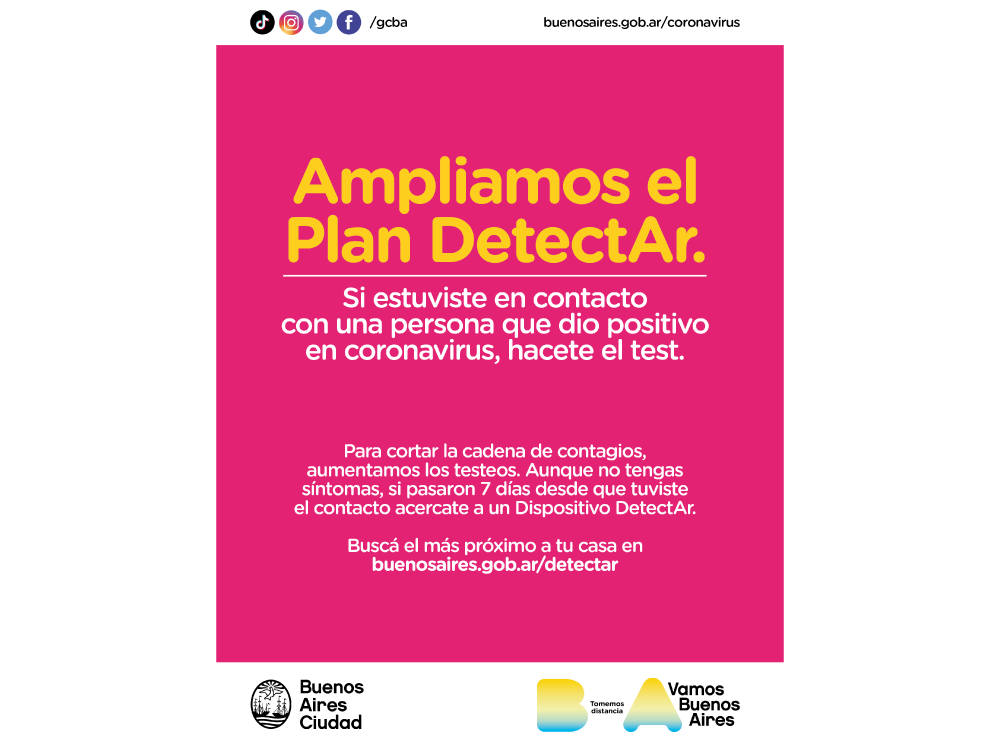 /gcba
buenosaires.gob.ar/coronavirus
Ampliamos el
Plan DetectAr.
Si estuviste en contacto
con una persona que dio positivo
en coronavirus, hacete el test.
Para cortar la cadena de contagios,
aumentamos los testeos. Aunque no tengas
síntomas, si pasaron 7 días desde que tuviste
el contacto acercate a un Dispositivo DetectAr.
Buscá el más próximo a tu casa en
buenosaires.gob.ar/detectar
Buenos
Aires
Ciudad
B
Tomemos
distancia
A
Vamos
Buenos
Aires